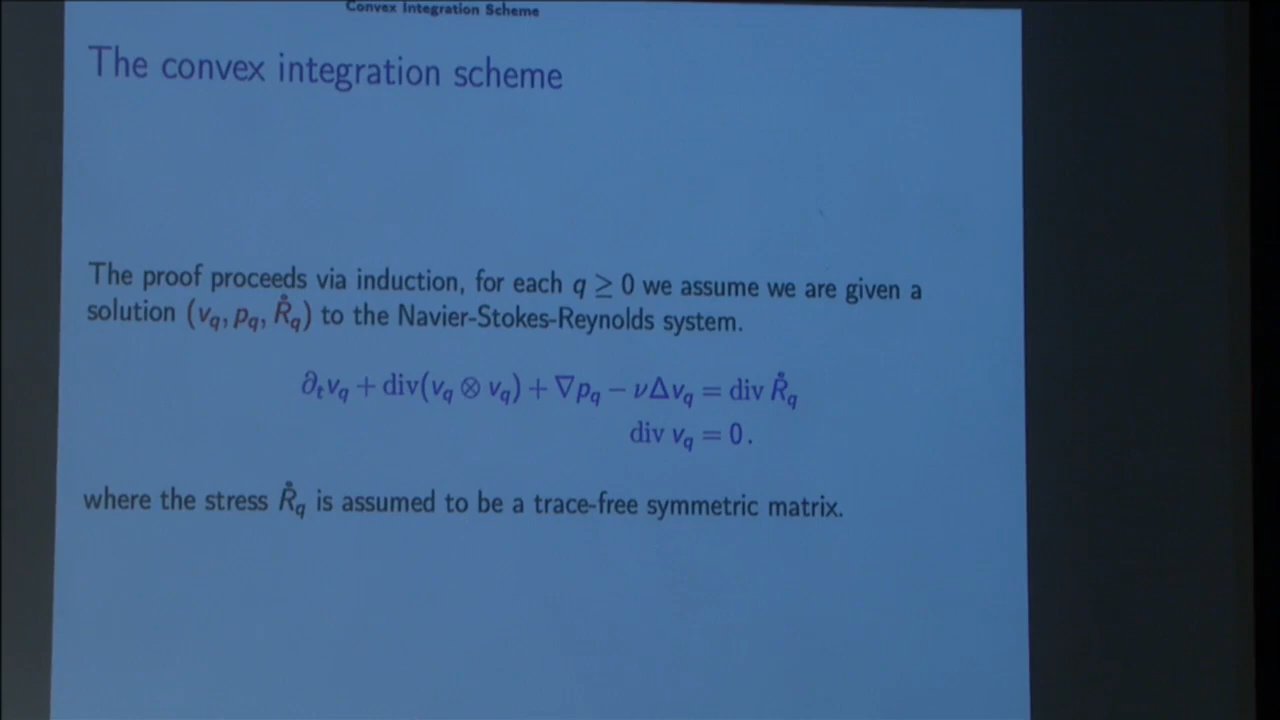 Convex Integration Scheme
The convex integration scheme
The proof proceeds via induction, for each q ≥ 0 we assume we are given a
solution (v_q, p_q, R̊_q) to the Navier-Stokes-Reynolds system.
∂_t v_q + div(v_q ⊗ v_q) + ∇p_q − νΔv_q = div R̊_q
div v_q = 0 .
where the stress R̊_q is assumed to be a trace-free symmetric matrix.